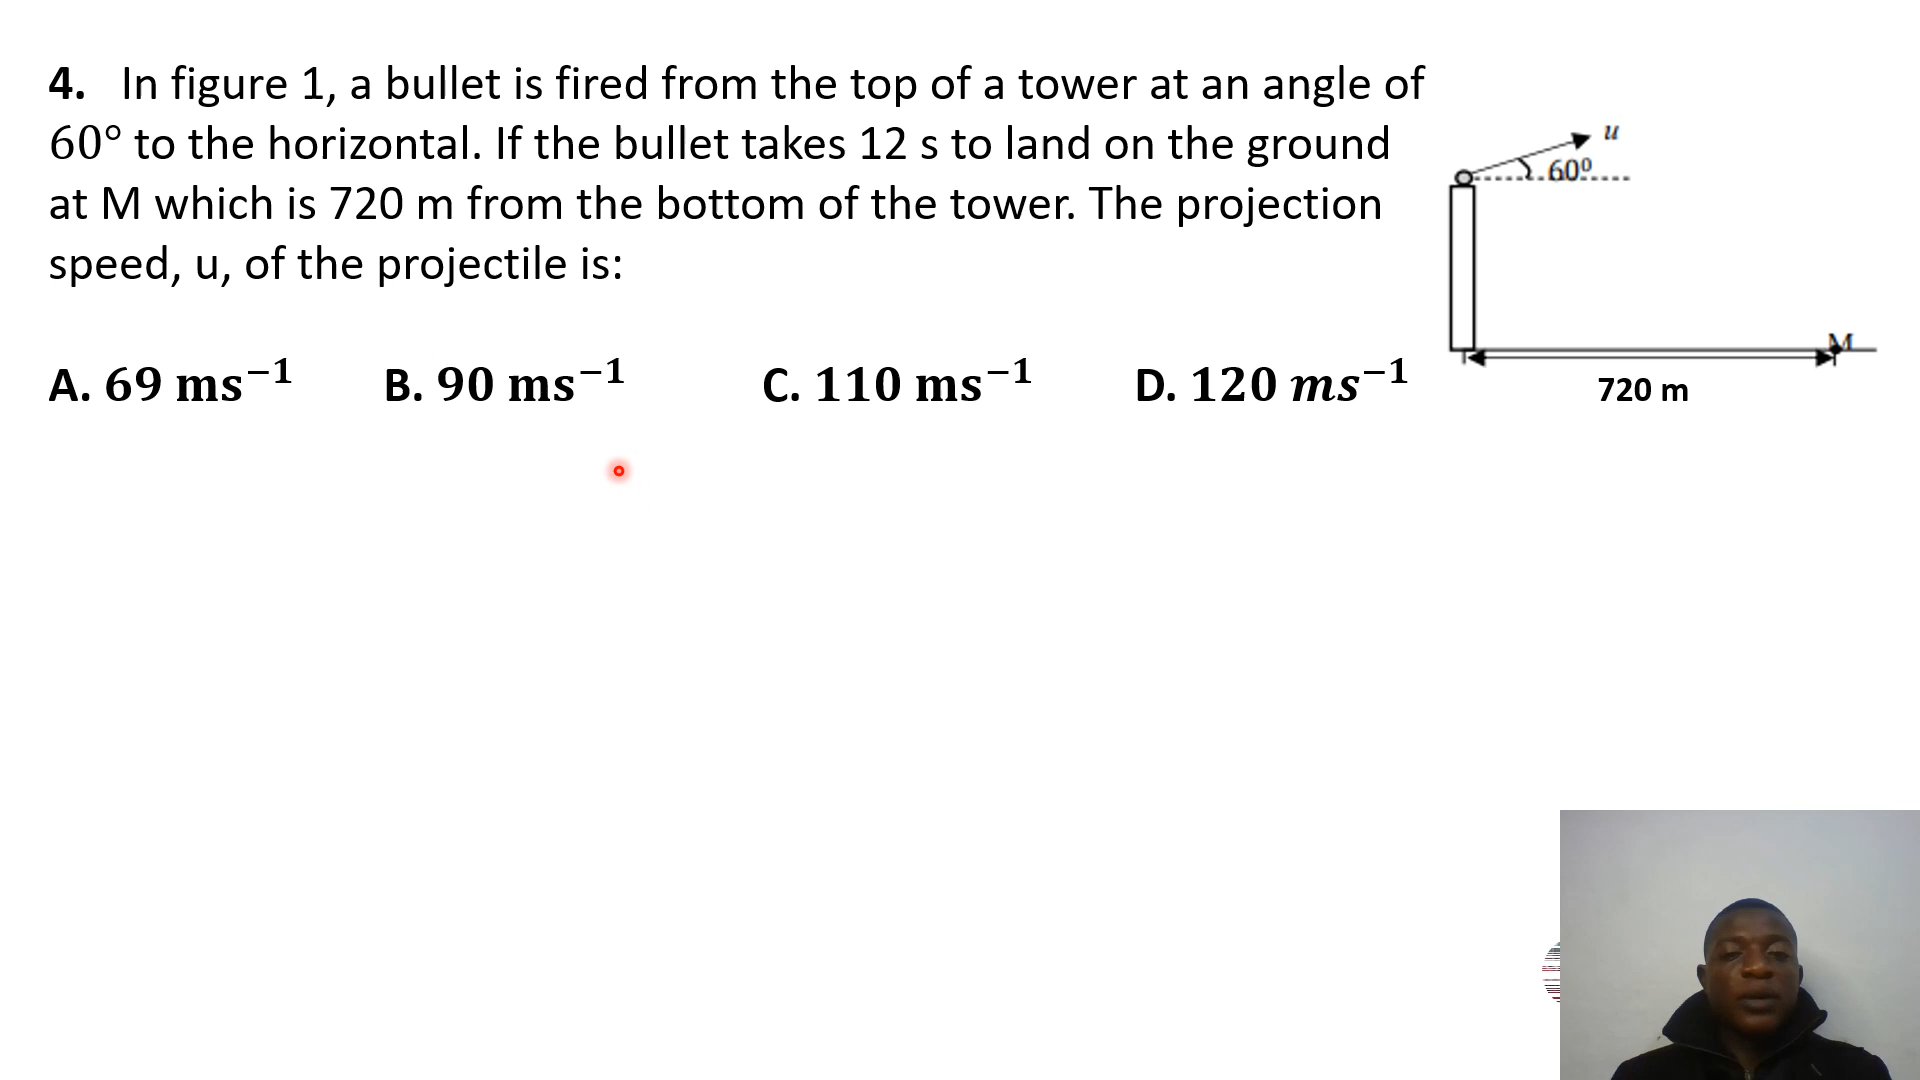 4. In figure 1, a bullet is fired from the top of a tower at an angle of
60° to the horizontal. If the bullet takes 12 s to land on the ground
at M which is 720 m from the bottom of the tower. The projection
speed, u, of the projectile is:
A. 69 ms⁻¹ B. 90 ms⁻¹ C. 110 ms⁻¹ D. 120 ms⁻¹
u
60⁰
M
720 m